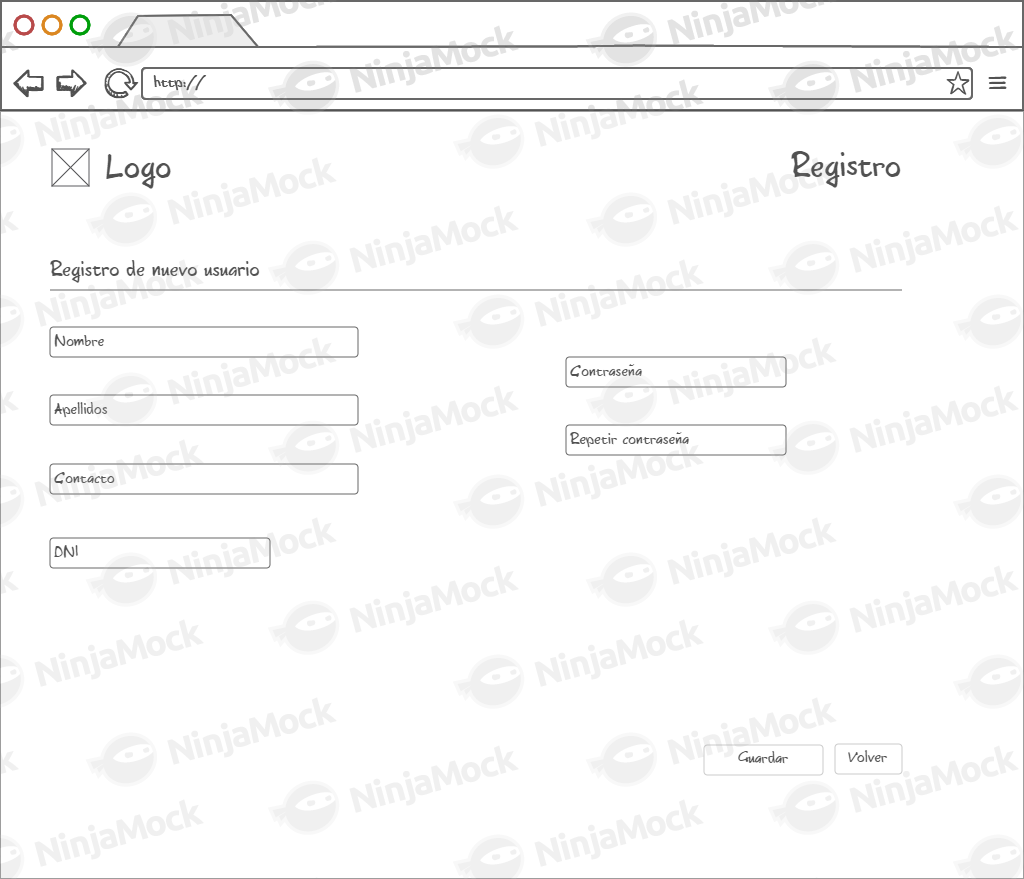 http://
Logo
Registro
Registro de nuevo usuario
Nombre
Contraseña
Apellidos
Repetir contraseña
Contacto
DNI
Guardar
Volver
NinjaMock